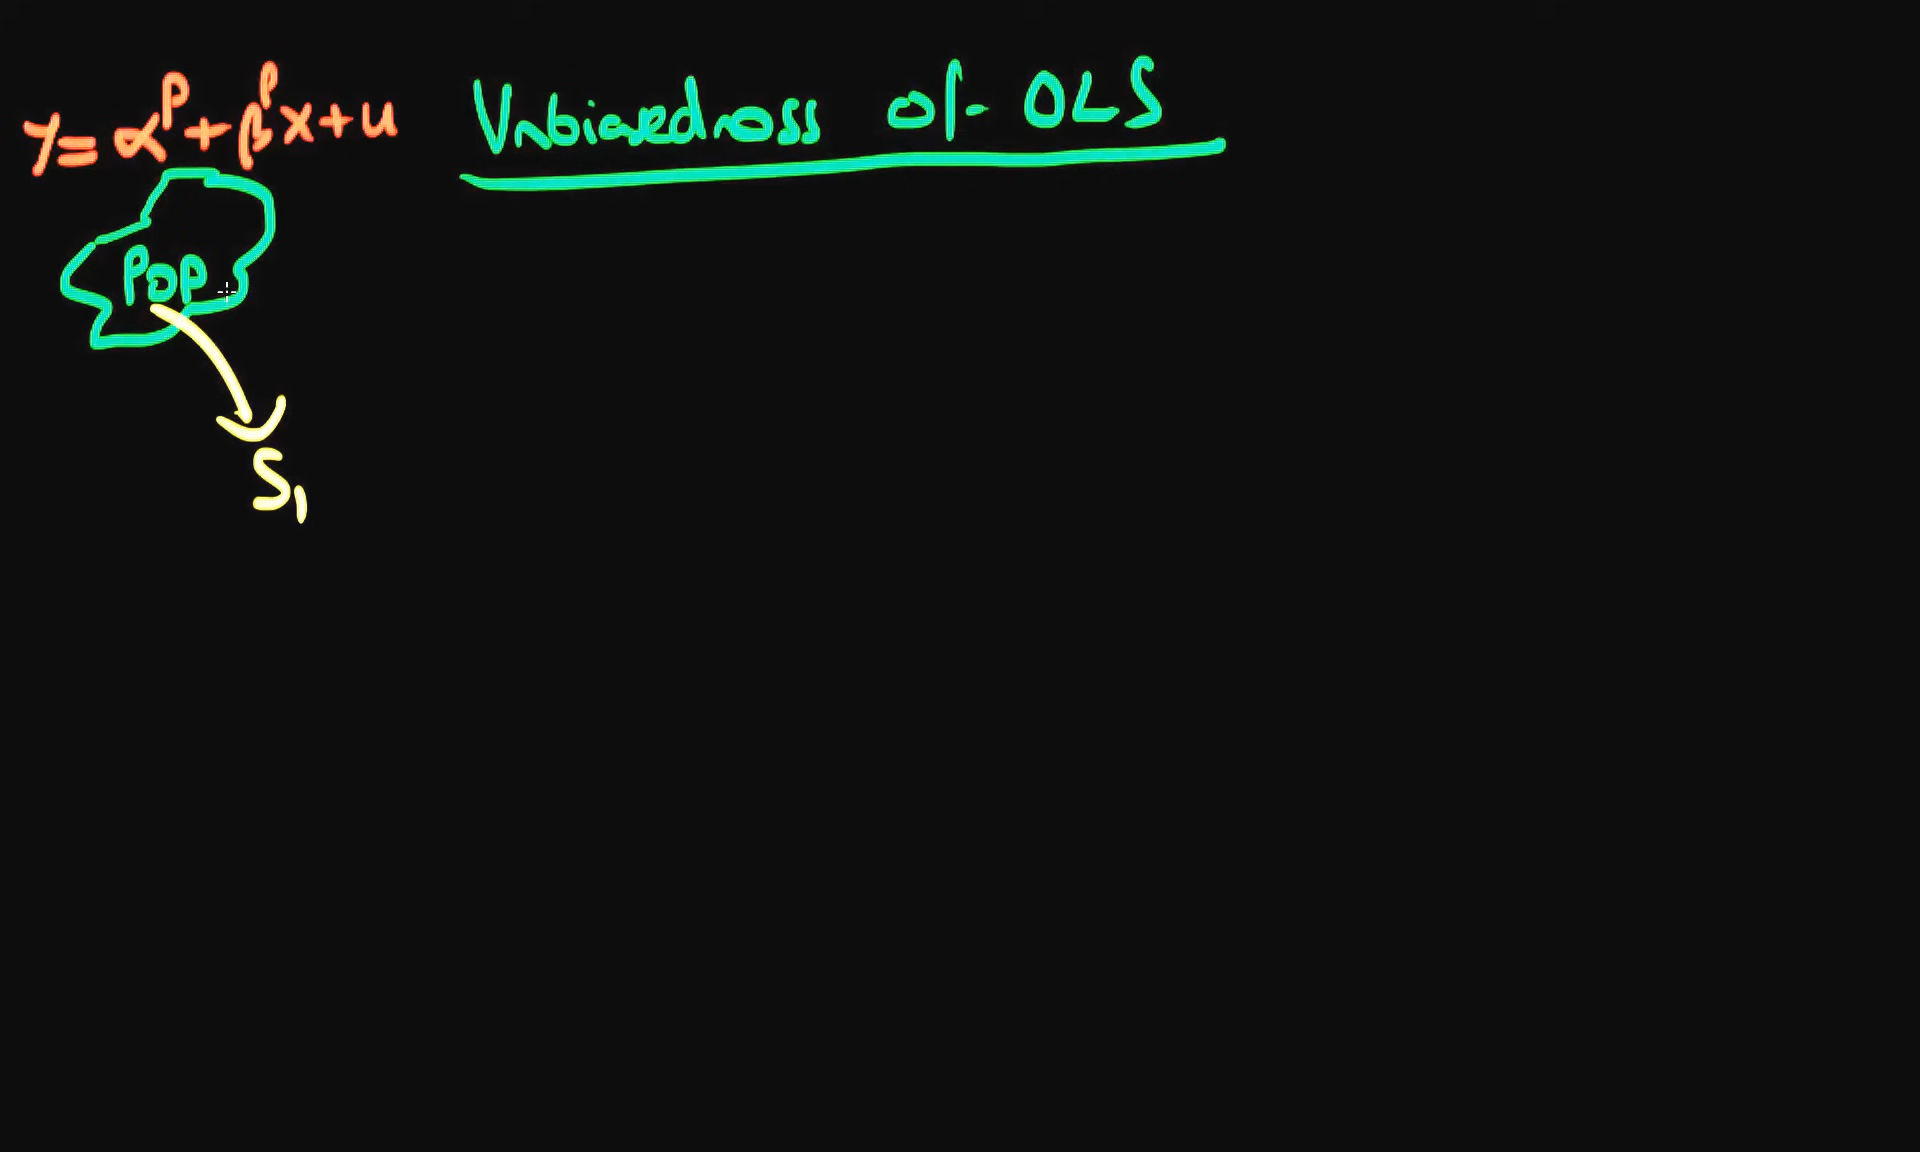 y = α^p + β^p x + u
Unbiasedness of OLS
Pop
S₁